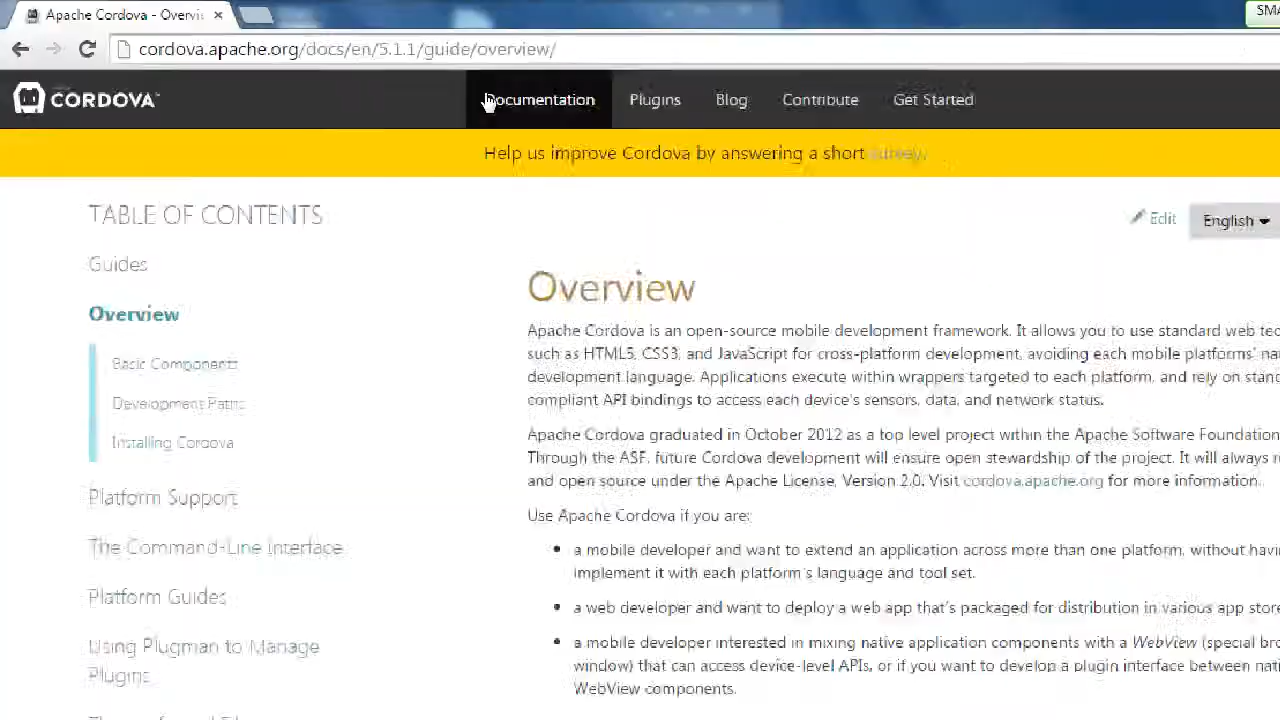 Apache Cordova - Overvi
SMA
cordova.apache.org/docs/en/5.1.1/guide/overview/
CORDOVA™
Documentation
Plugins
Blog
Contribute
Get Started
Help us improve Cordova by answering a short survey.
TABLE OF CONTENTS
Guides
Overview
Basic Components
Development Paths
Installing Cordova
Platform Support
The Command-Line Interface
Platform Guides
Using Plugman to Manage
Plugins
Edit
English
Overview
Apache Cordova is an open-source mobile development framework. It allows you to use standard web tec
such as HTML5, CSS3, and JavaScript for cross-platform development, avoiding each mobile platforms' na
development language. Applications execute within wrappers targeted to each platform, and rely on stand
compliant API bindings to access each device's sensors, data, and network status.
Apache Cordova graduated in October 2012 as a top level project within the Apache Software Foundation
Through the ASF, future Cordova development will ensure open stewardship of the project. It will always r
and open source under the Apache License, Version 2.0. Visit cordova.apache.org for more information.
Use Apache Cordova if you are:
a mobile developer and want to extend an application across more than one platform, without havin
implement it with each platform's language and tool set.
a web developer and want to deploy a web app that's packaged for distribution in various app store
a mobile developer interested in mixing native application components with a WebView (special bro
window) that can access device-level APIs, or if you want to develop a plugin interface between nati
WebView components.